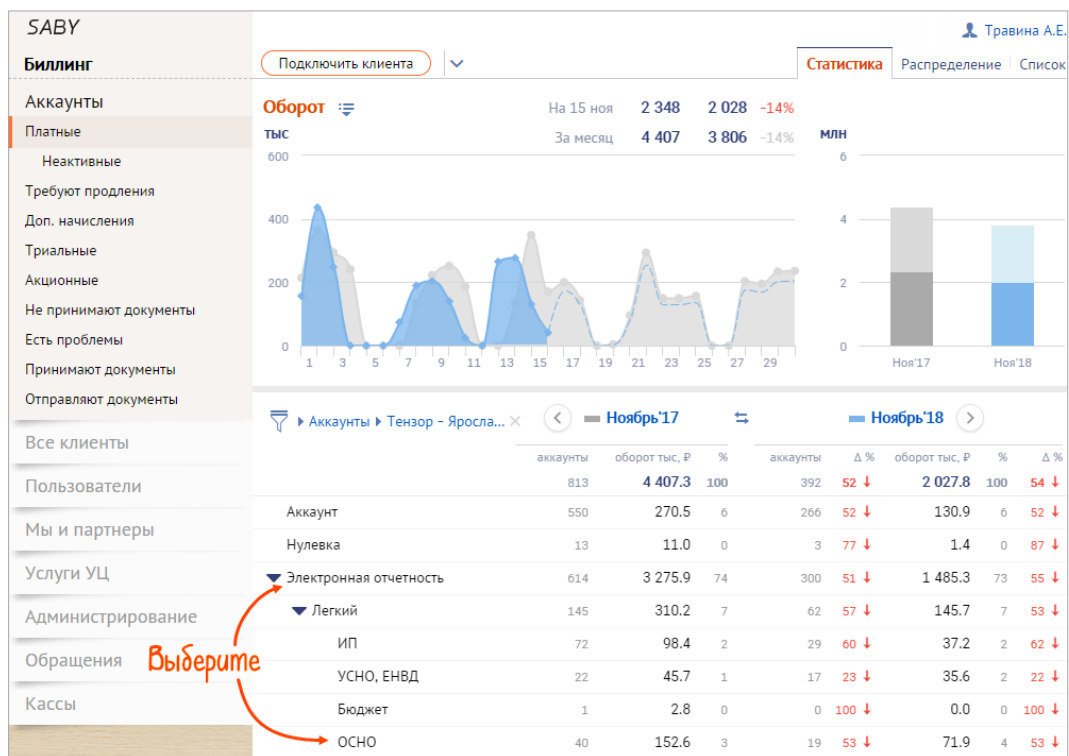 SABY
Травина А.Е.
Биллинг
Подключить клиента
Статистика Распределение Список
Аккаунты
Платные
Неактивные
Требуют продления
Доп. начисления
Триальные
Акционные
Не принимают документы
Есть проблемы
Принимают документы
Отправляют документы
Все клиенты
Пользователи
Мы и партнеры
Услуги УЦ
Администрирование
Обращения
Кассы
Оборот
На 15 ноя 2 348 2 028 -14%
За месяц 4 407 3 806 -14%
тыс
600
400
200
0
1 3 5 7 9 11 13 15 17 19 21 23 25 27 29
млн
6
4
2
0
Ноя'17 Ноя'18
Аккаунты Тензор - Яросла... Ноябрь'17 Ноябрь'18
аккаунты оборот тыс, ₽ % аккаунты Δ % оборот тыс, ₽ % Δ %
813 4 407.3 100 392 52 ↓ 2 027.8 100 54 ↓
Аккаунт 550 270.5 6 266 52 ↓ 130.9 6 52 ↓
Нулевка 13 11.0 0 3 77 ↓ 1.4 0 87 ↓
Электронная отчетность 614 3 275.9 74 300 51 ↓ 1 485.3 73 55 ↓
Легкий 145 310.2 7 62 57 ↓ 145.7 7 53 ↓
ИП 72 98.4 2 29 60 ↓ 37.2 2 62 ↓
УСНО, ЕНВД 22 45.7 1 17 23 ↓ 35.6 2 22 ↓
Бюджет 1 2.8 0 0 100 ↓ 0.0 0 100 ↓
ОСНО 40 152.6 3 19 53 ↓ 71.9 4 53 ↓
Выберите